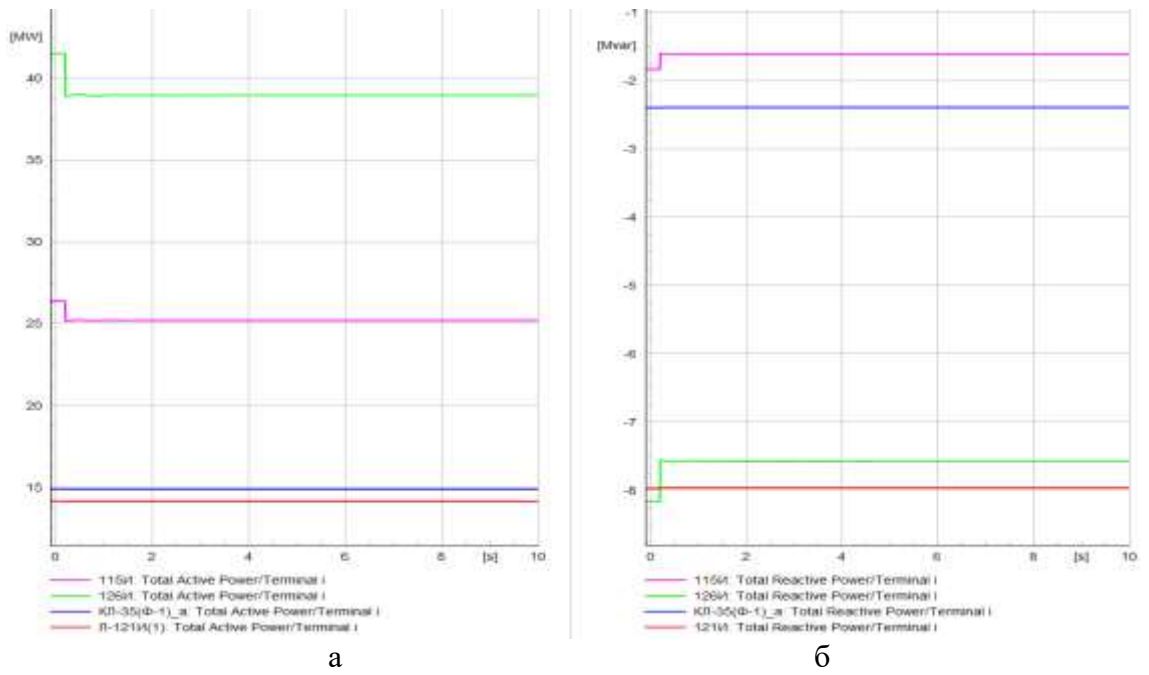 [MW]
40
35
30
25
20
15
0 2 4 6 8 [s] 10
115И: Total Active Power/Terminal i
126И: Total Active Power/Terminal i
КЛ-35(Ф-1)_a: Total Active Power/Terminal i
Л-121И(1): Total Active Power/Terminal i
а
-1
[Mvar]
-2
-3
-4
-5
-6
-7
-8
0 2 4 6 8 [s] 10
115И: Total Reactive Power/Terminal i
126И: Total Reactive Power/Terminal i
КЛ-35(Ф-1)_a: Total Reactive Power/Terminal i
121И: Total Reactive Power/Terminal i
б